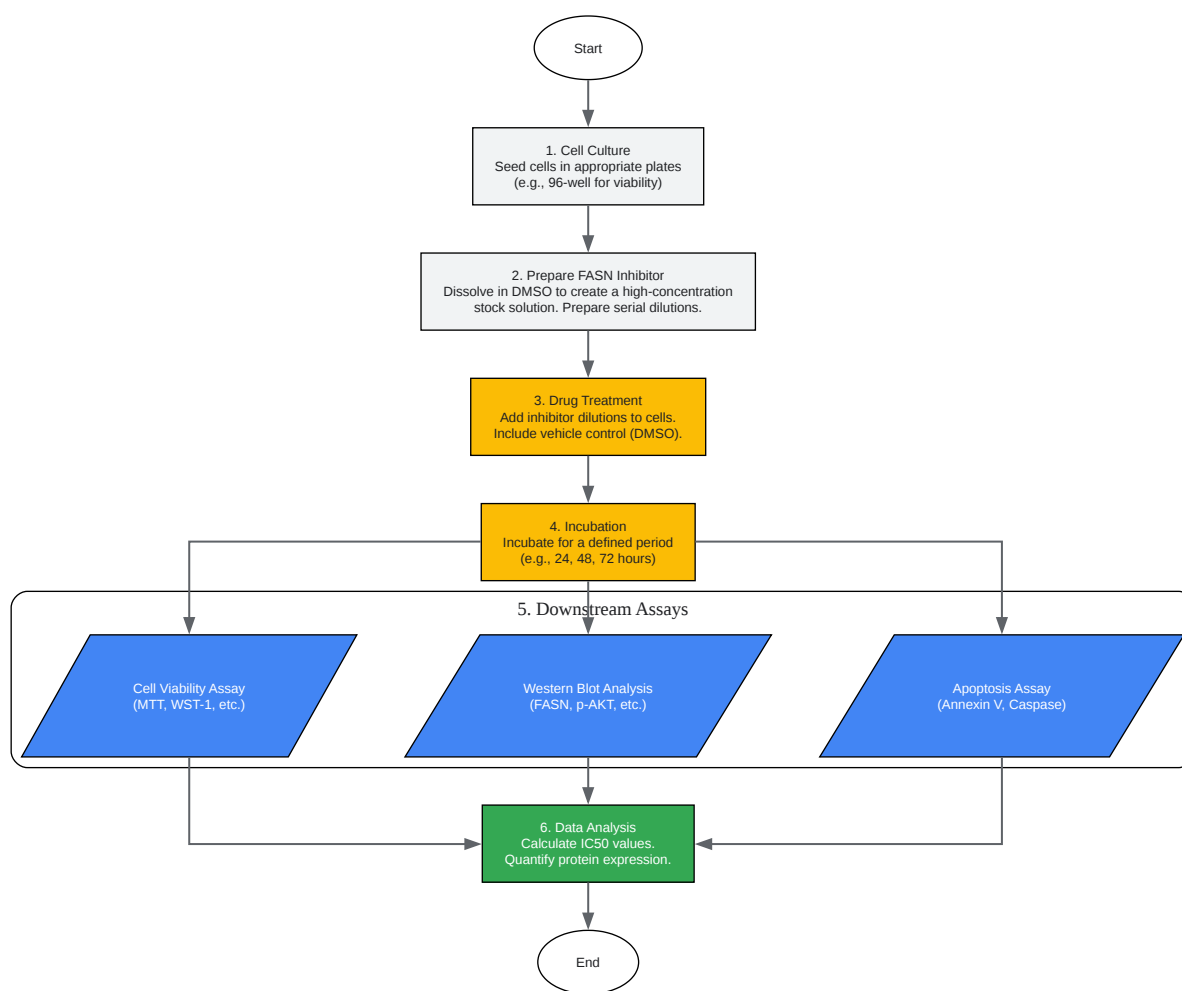 Start
1. Cell Culture
Seed cells in appropriate plates
(e.g., 96-well for viability)
2. Prepare FASN Inhibitor
Dissolve in DMSO to create a high-concentration
stock solution. Prepare serial dilutions.
3. Drug Treatment
Add inhibitor dilutions to cells.
Include vehicle control (DMSO).
4. Incubation
Incubate for a defined period
(e.g., 24, 48, 72 hours)
5. Downstream Assays
Cell Viability Assay
(MTT, WST-1, etc.)
Western Blot Analysis
(FASN, p-AKT, etc.)
Apoptosis Assay
(Annexin V, Caspase)
6. Data Analysis
Calculate IC50 values.
Quantify protein expression.
End